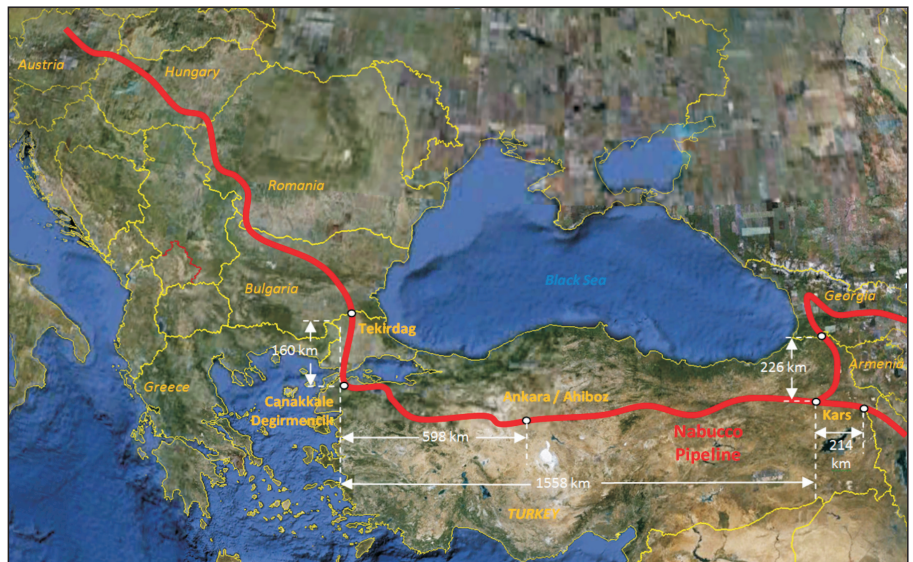 Austria
Hungary
Romania
Black Sea
Georgia
Bulgaria
Tekirdag
160 km
226 km
Armenia
Greece
Canakkale
Degirmencik
Ankara / Ahiboz
Kars
598 km
Nabucco
Pipeline
214
km
1558 km
TURKEY